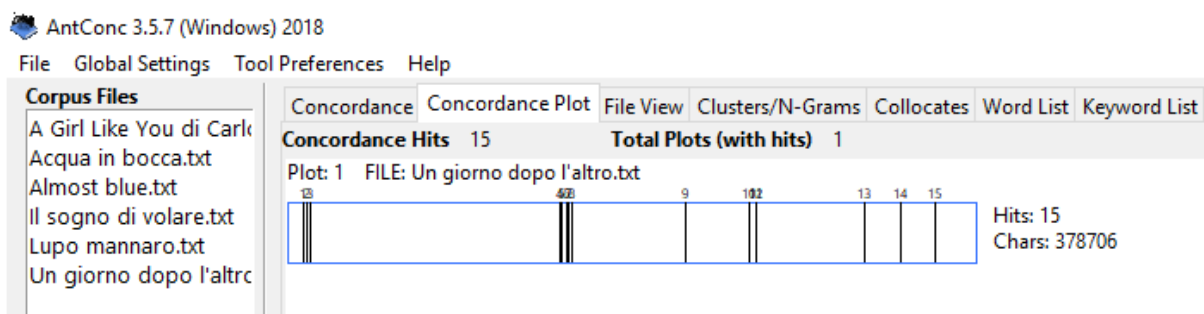 AntConc 3.5.7 (Windows) 2018
File Global Settings Tool Preferences Help
Corpus Files
A Girl Like You di Carlo
Acqua in bocca.txt
Almost blue.txt
Il sogno di volare.txt
Lupo mannaro.txt
Un giorno dopo l'altro
Concordance Concordance Plot File View Clusters/N-Grams Collocates Word List Keyword List
Concordance Hits 15 Total Plots (with hits) 1
Plot: 1 FILE: Un giorno dopo l'altro.txt
9 13 14 15
Hits: 15
Chars: 378706